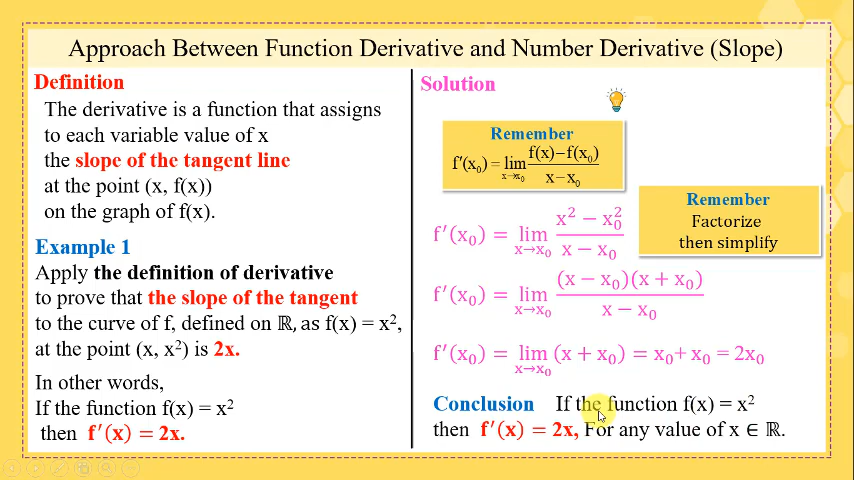 Approach Between Function Derivative and Number Derivative (Slope)
Definition
The derivative is a function that assigns
to each variable value of x
the slope of the tangent line
at the point (x, f(x))
on the graph of f(x).
Example 1
Apply the definition of derivative
to prove that the slope of the tangent
to the curve of f, defined on ℝ, as f(x) = x²,
at the point (x, x²) is 2x.
In other words,
If the function f(x) = x²
then f′(x) = 2x.
Solution
Remember
f′(x₀) = lim x→x₀ (f(x)−f(x₀))/(x−x₀)
Remember
Factorize
then simplify
f′(x₀) = lim x→x₀ (x² − x₀²)/(x − x₀)
f′(x₀) = lim x→x₀ ((x − x₀)(x + x₀))/(x − x₀)
f′(x₀) = lim x→x₀ (x + x₀) = x₀+ x₀ = 2x₀
Conclusion If the function f(x) = x²
then f′(x) = 2x, For any value of x ∈ ℝ.